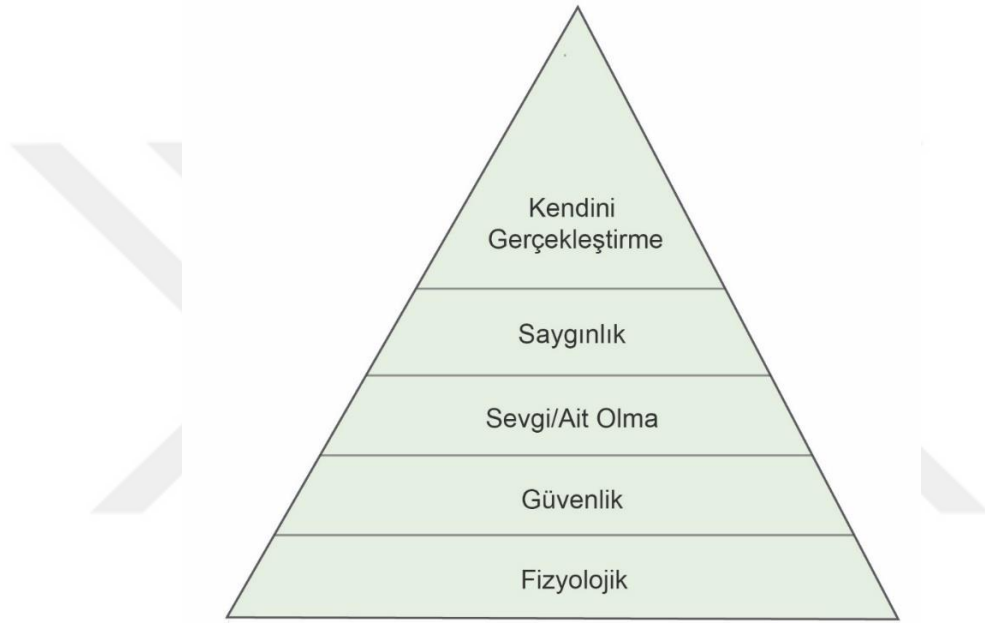 Kendini
Gerçekleştirme
Saygınlık
Sevgi/Ait Olma
Güvenlik
Fizyolojik